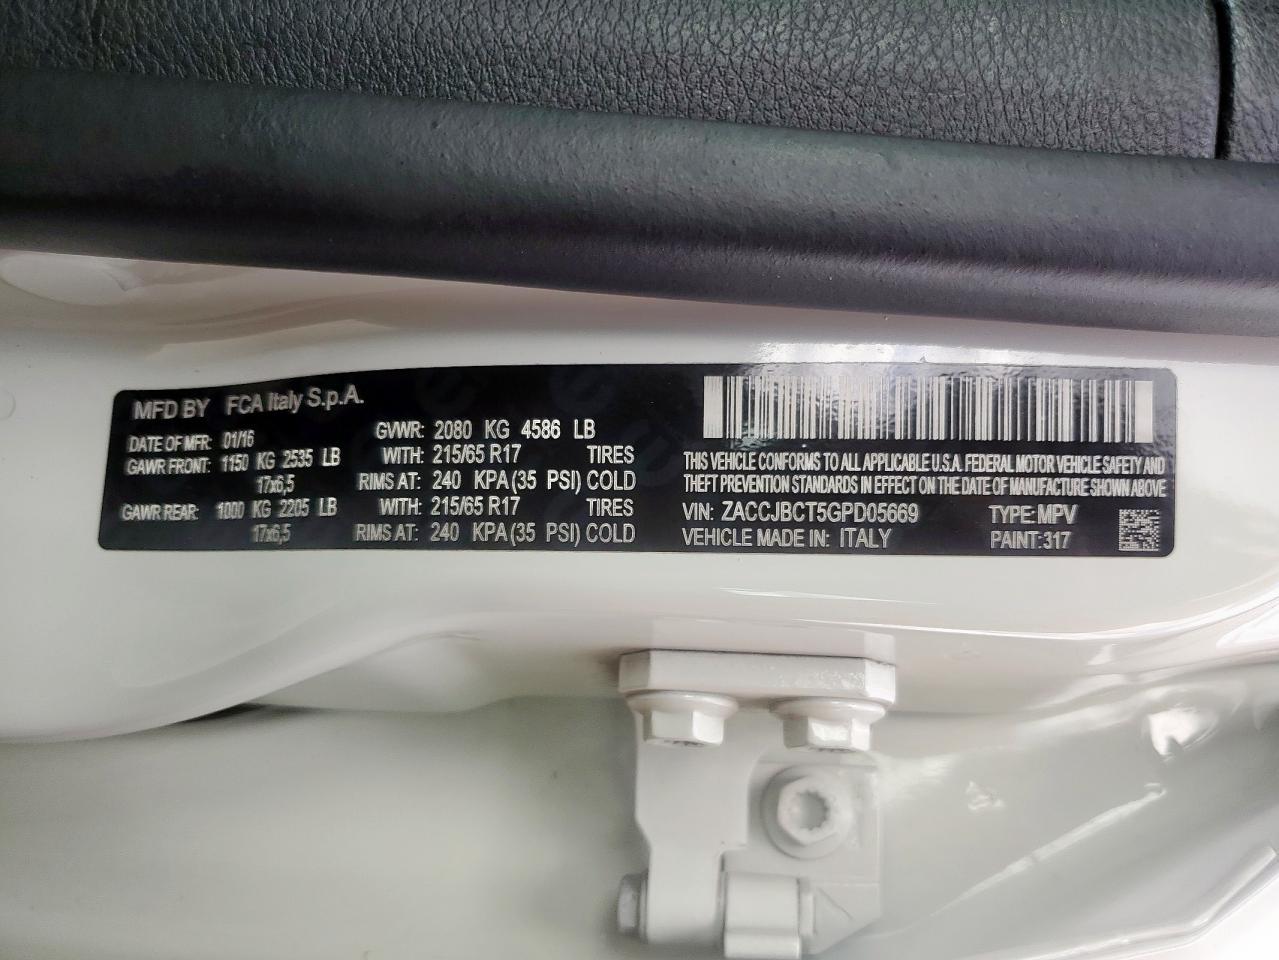 MFD BY FCA Italy S.p.A.
DATE OF MFR: 01/16 GVWR: 2080 KG 4586 LB
GAWR FRONT: 1150 KG 2535 LB WITH: 215/65 R17 TIRES
17x6,5 RIMS AT: 240 KPA (35 PSI) COLD
GAWR REAR: 1000 KG 2205 LB WITH: 215/65 R17 TIRES
17x6,5 RIMS AT: 240 KPA (35 PSI) COLD
THIS VEHICLE CONFORMS TO ALL APPLICABLE U.S.A. FEDERAL MOTOR VEHICLE SAFETY AND
THEFT PREVENTION STANDARDS IN EFFECT ON THE DATE OF MANUFACTURE SHOWN ABOVE
VIN: ZACCJBCT5GPD05669 TYPE: MPV
VEHICLE MADE IN: ITALY PAINT: 317